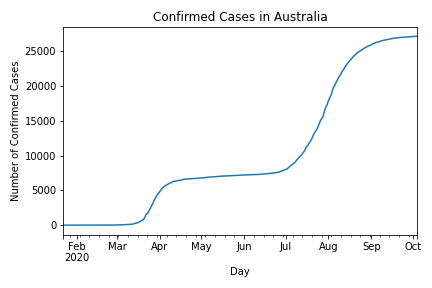 Confirmed Cases in Australia
Number of Confirmed Cases
25000
20000
15000
10000
5000
0
Feb Mar Apr May Jun Jul Aug Sep Oct
2020
Day